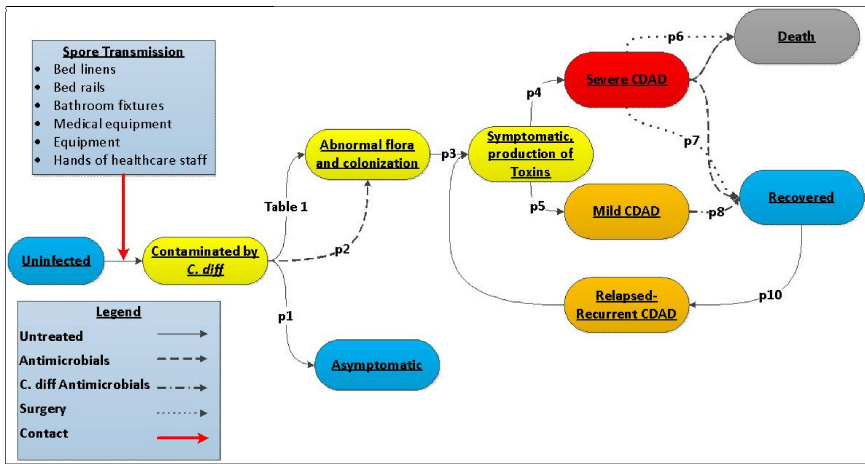 Spore Transmission
• Bed linens
• Bed rails
• Bathroom fixtures
• Medical equipment
• Equipment
• Hands of healthcare staff
Uninfected
Contaminated by
C. diff
Table 1
p2
p1
Abnormal flora
and colonization
Asymptomatic
p3
Symptomatic,
production of
Toxins
p4
p5
Severe CDAD
Mild CDAD
Relapsed-
Recurrent CDAD
p6
p7
p8
p10
Death
Recovered
Legend
Untreated
Antimicrobials
C. diff Antimicrobials
Surgery
Contact